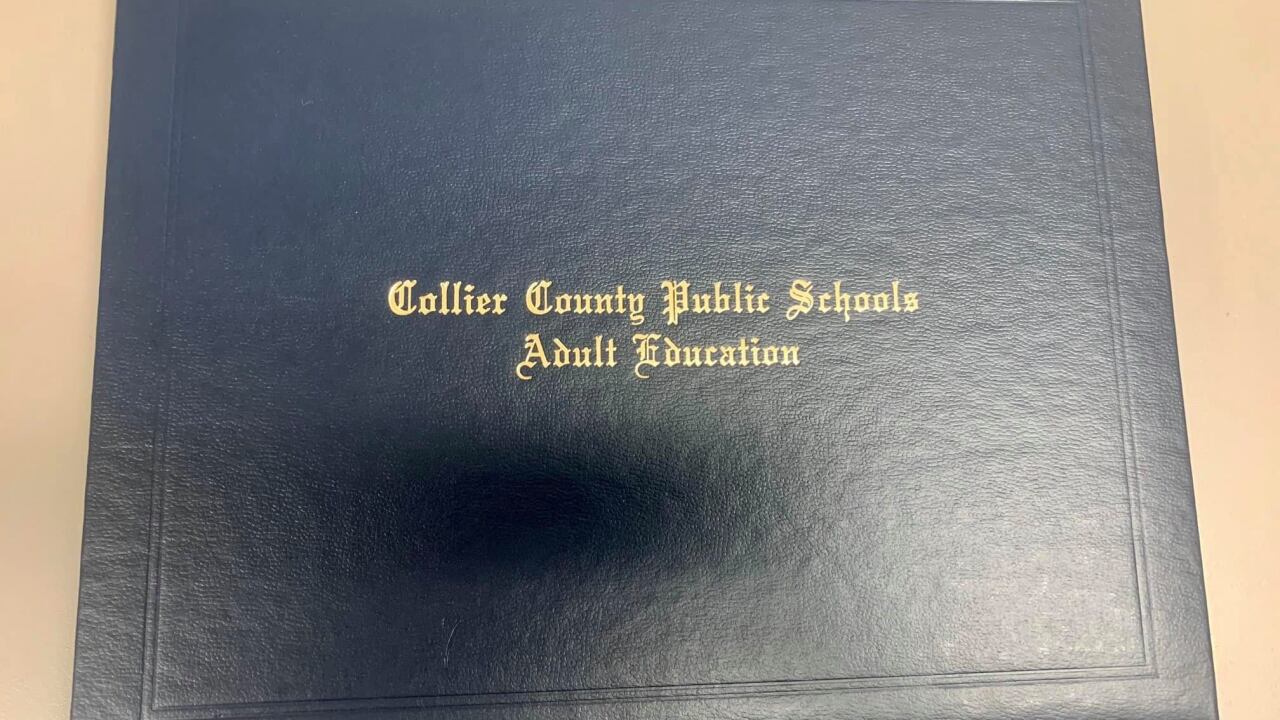 Collier County Public Schools
Adult Education